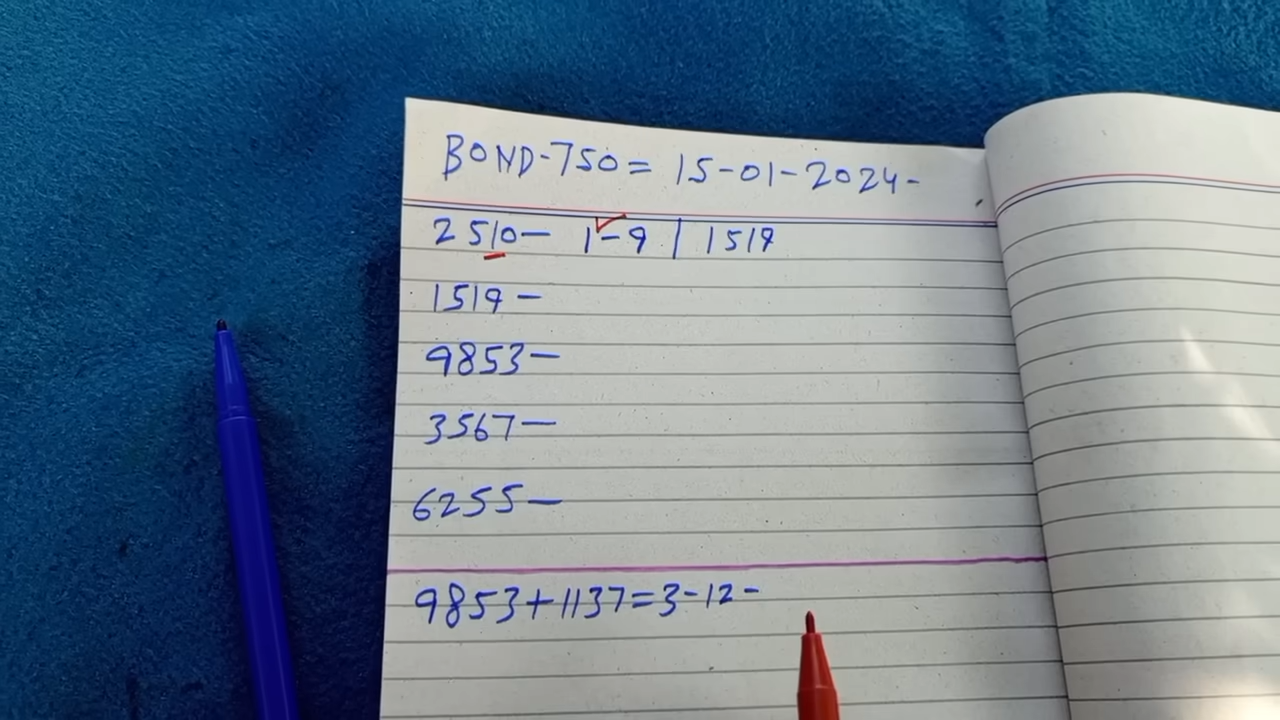 BOND-750= 15-01-2024-
2510- 1-9 | 1519
1519-
9853-
3567-
6255-
9853+1137=3-12-